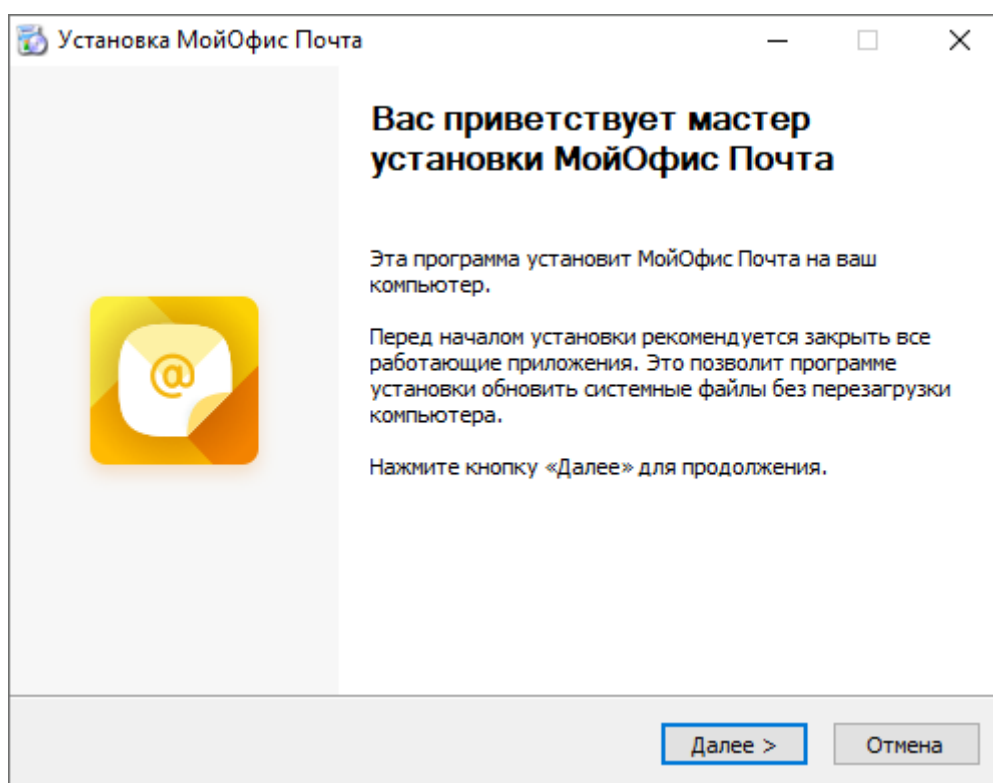 Установка МойОфис Почта
Вас приветствует мастер
установки МойОфис Почта
Эта программа установит МойОфис Почта на ваш
компьютер.
Перед началом установки рекомендуется закрыть все
работающие приложения. Это позволит программе
установки обновить системные файлы без перезагрузки
компьютера.
Нажмите кнопку «Далее» для продолжения.
@
Далее >
Отмена